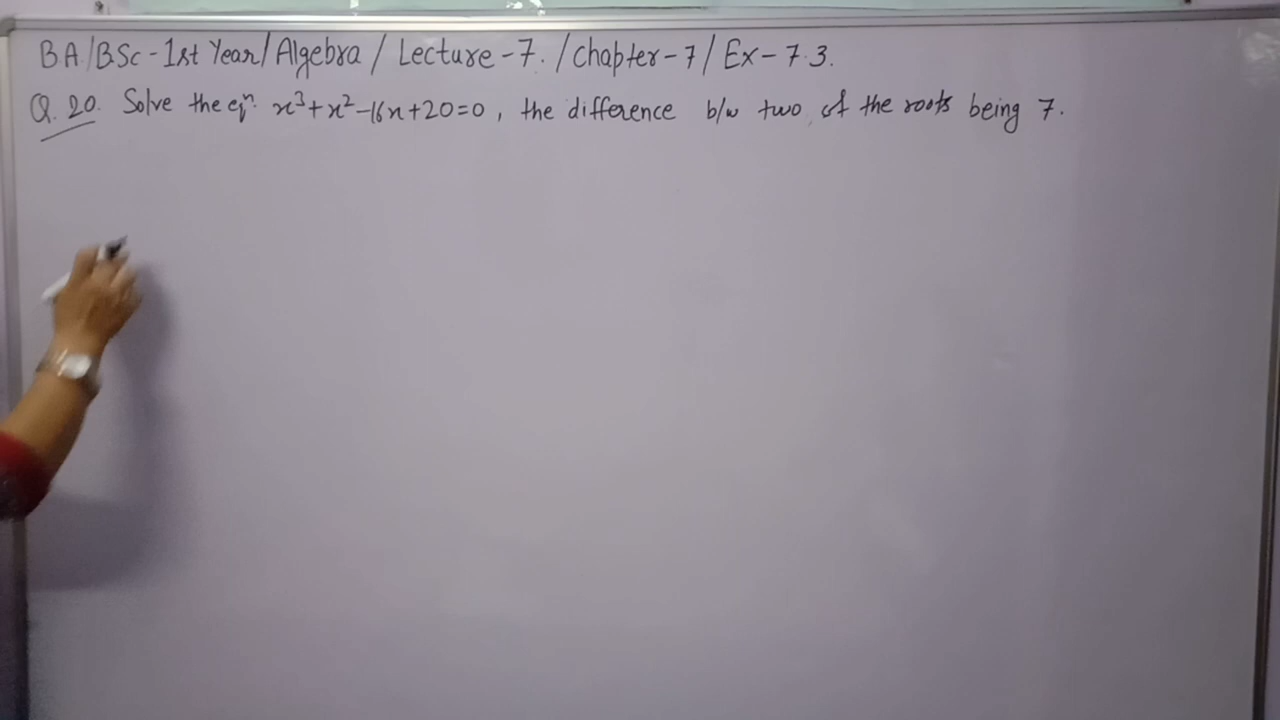 BA/BSc-1st Year/Algebra/Lecture-7./Chapter-7/Ex-7.3.
Q.20. Solve the eqⁿ. x³+x²-16x+20=0, the difference b/w two of the roots being 7.